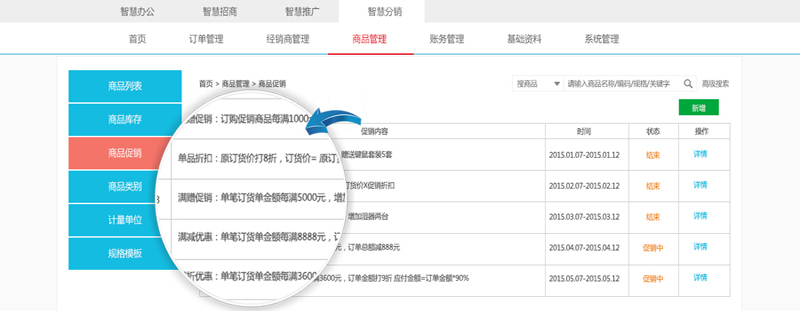 智慧办公 智慧招商 智慧推广 智慧分销
首页 订单管理 经销商管理 商品管理 账务管理 基础资料 系统管理
商品列表
商品库存
商品促销
商品类别
计量单位
规格模板
首页 > 商品管理 > 商品促销
搜商品 请输入商品名称/编码/规格/关键字 高级搜索
新增
促销内容 时间 状态 操作
赠促销：订购促销商品每满1000 赠送键鼠套装5套 2015.01.07-2015.01.12 结束 详情
单品折扣：原订货价打8折，订货价= 原订 订货价X促销折扣 2015.02.07-2015.02.12 结束 详情
满赠促销：单笔订货单金额每满5000元，增加 增加沮器两台 2015.03.07-2015.03.12 结束 详情
满减优惠：单笔订货单金额每满8888元，订 元，订单总额减888元 2015.04.07-2015.04.12 促销中 详情
折优惠：单笔订货单金额每满3600 满3600元，订单金额打9折 应付金额=订单金额*90% 2015.05.07-2015.05.12 促销中 详情